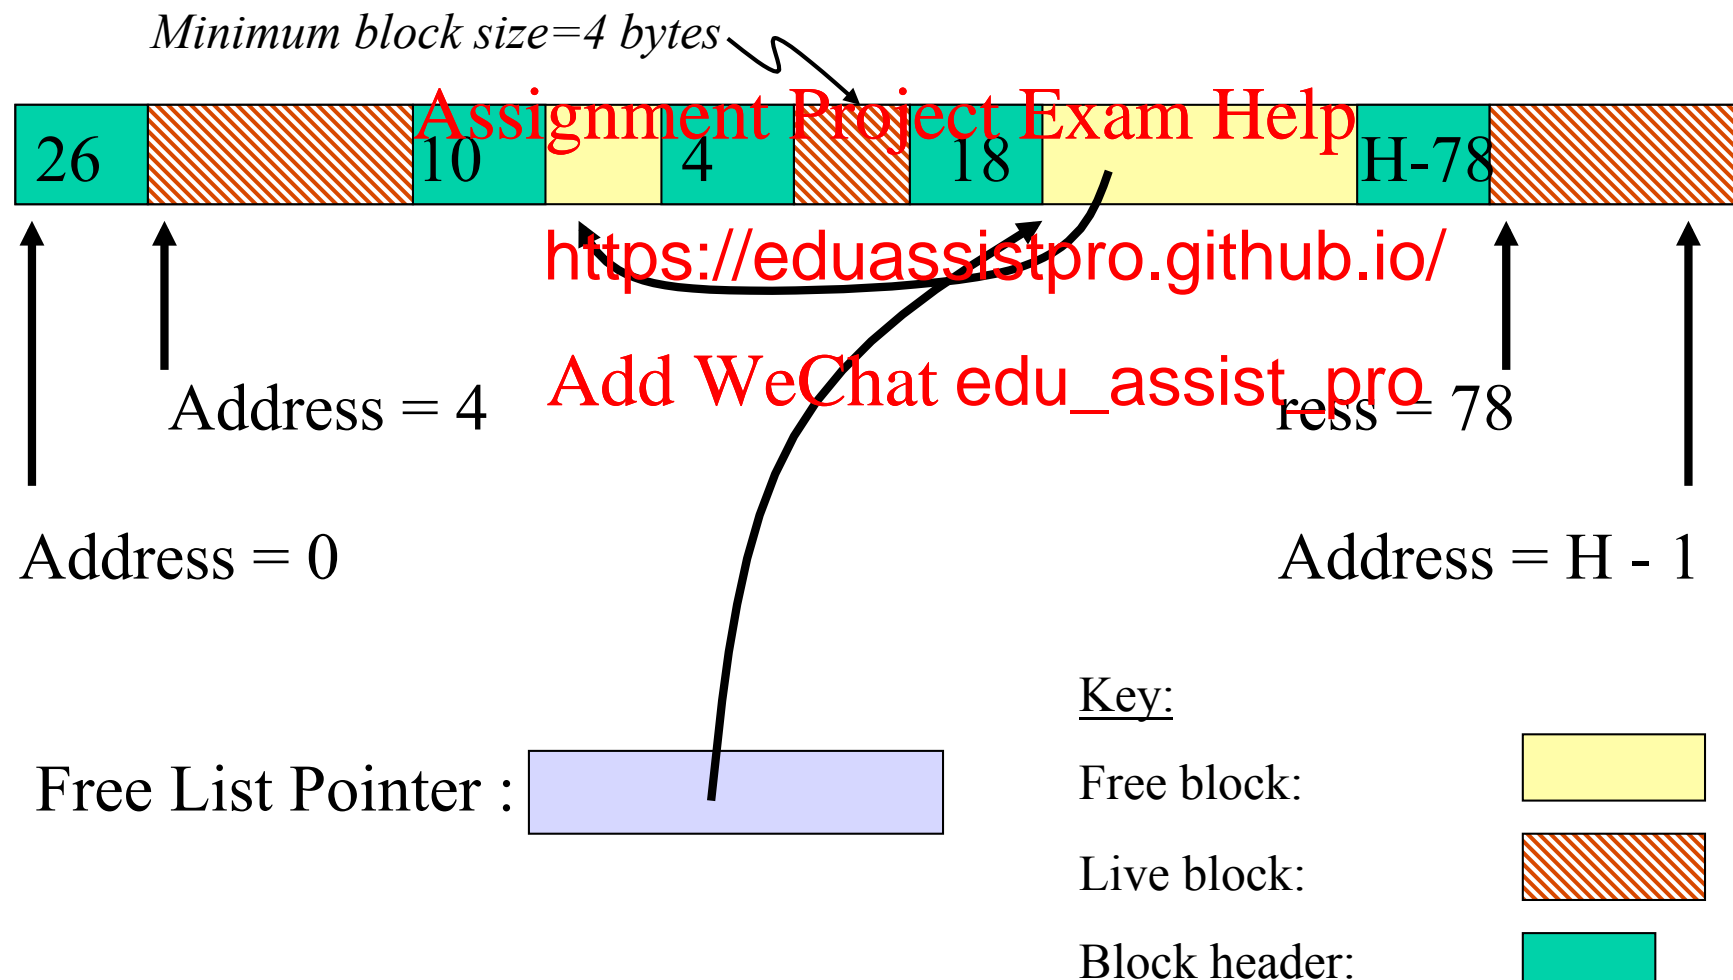 Minimum block size=4 bytes
Assignment Project Exam Help
26 10 4 18 H-78
https://eduassistpro.github.io/
Add WeChat edu_assist_pro
Address = 4
ress = 78
Address = 0
Address = H - 1
Key:
Free List Pointer :
Free block:
Live block:
Block header: